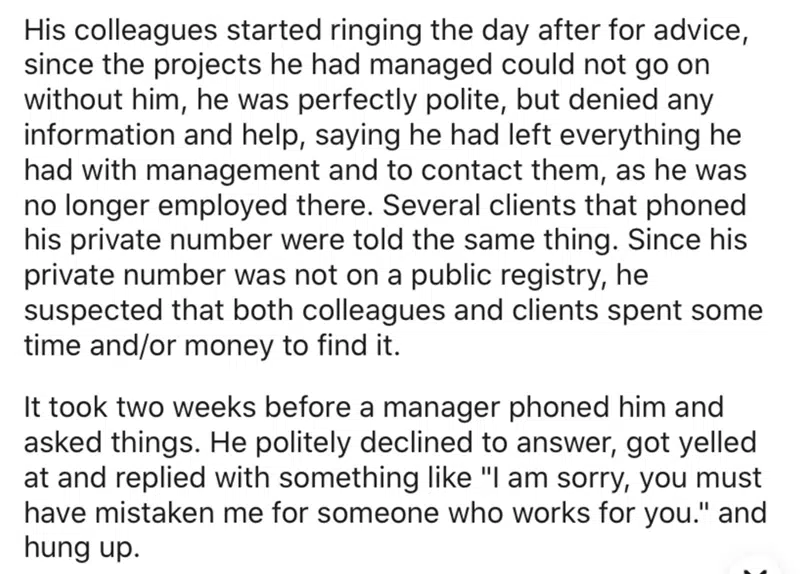 His colleagues started ringing the day after for advice,
since the projects he had managed could not go on
without him, he was perfectly polite, but denied any
information and help, saying he had left everything he
had with management and to contact them, as he was
no longer employed there. Several clients that phoned
his private number were told the same thing. Since his
private number was not on a public registry, he
suspected that both colleagues and clients spent some
time and/or money to find it.
It took two weeks before a manager phoned him and
asked things. He politely declined to answer, got yelled
at and replied with something like "I am sorry, you must
have mistaken me for someone who works for you." and
hung up.